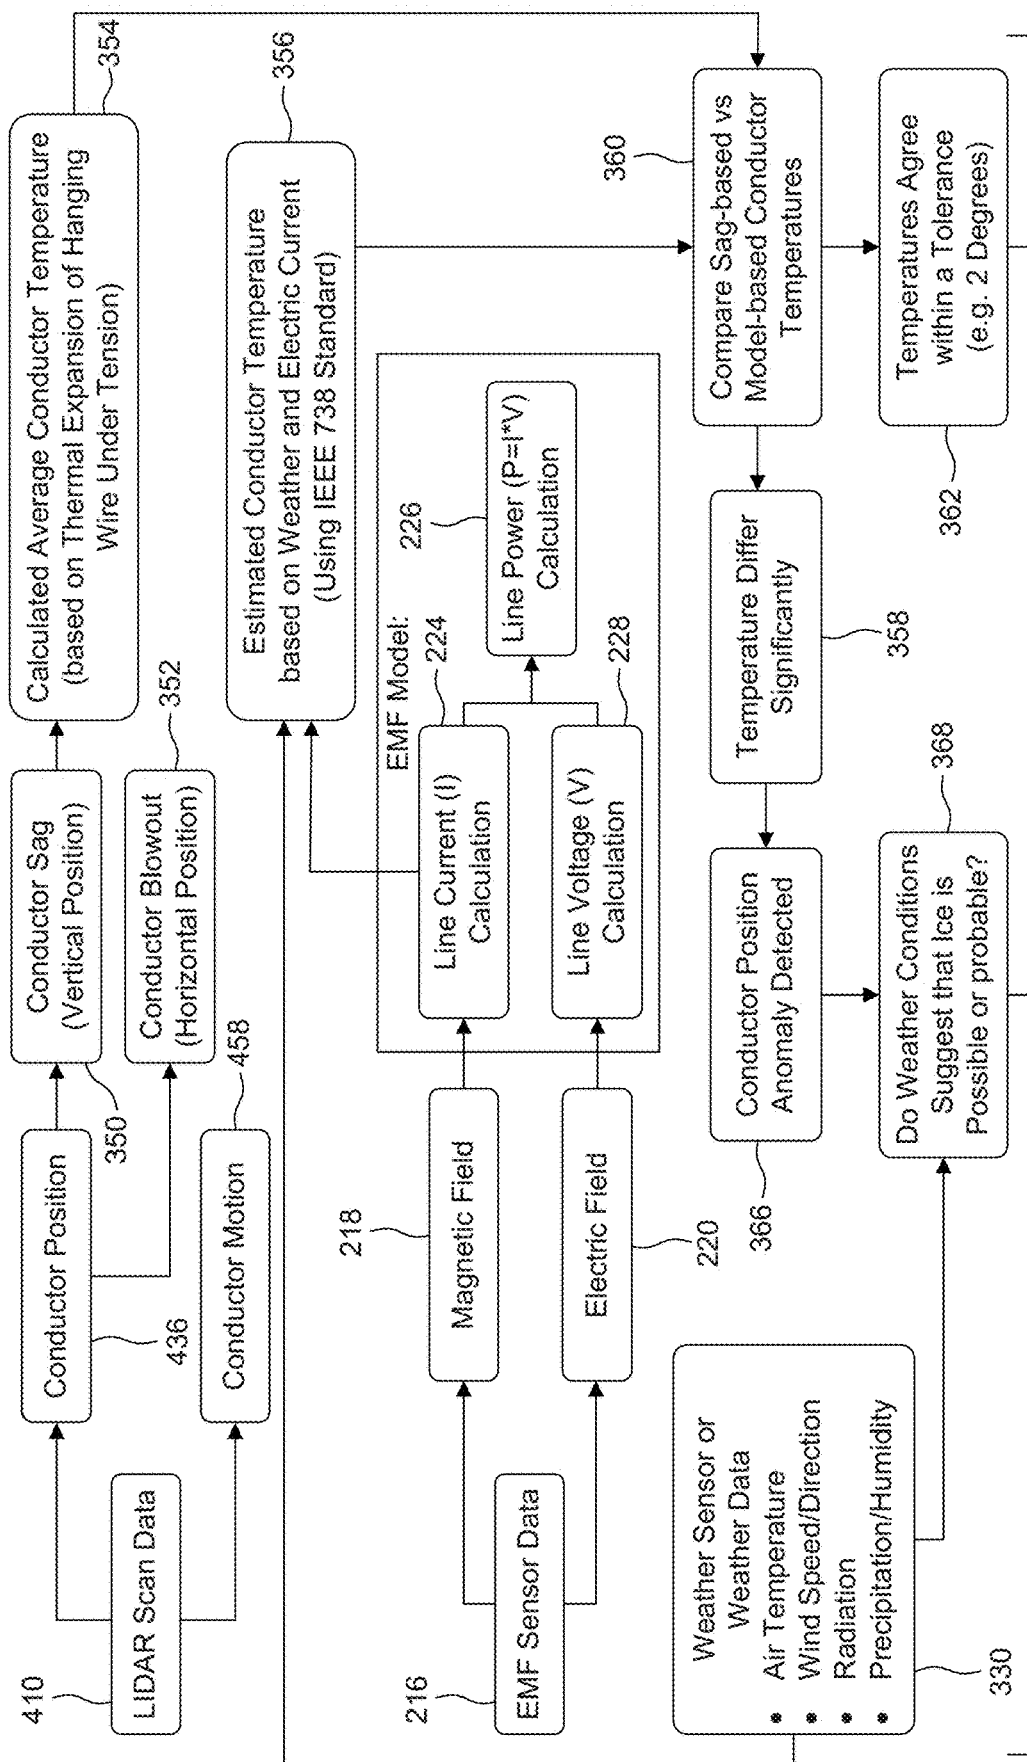 410
LIDAR Scan Data
Conductor Position
436
Conductor Motion
458
Conductor Sag
(Vertical Position)
350
Conductor Blowout
(Horizontal Position)
352
Calculated Average Conductor Temperature
(based on Thermal Expansion of Hanging
Wire Under Tension)
354
Estimated Conductor Temperature
based on Weather and Electric Current
(Using IEEE 738 Standard)
356
216
EMF Sensor Data
218
Magnetic Field
Electric Field
220
EMF Model:
Line Current (I)
Calculation
224
Line Voltage (V)
Calculation
228
226
Line Power (P=I*V)
Calculation
Weather Sensor or
Weather Data
• Air Temperature
• Wind Speed/Direction
• Radiation
• Precipitation/Humidity
330
Conductor Position
Anomaly Detected
366
Temperature Differ
Significantly
358
360
Compare Sag-based vs
Model-based Conductor
Temperatures
Do Weather Conditions
Suggest that Ice is
Possible or probable?
368
Temperatures Agree
within a Tolerance
(e.g. 2 Degrees)
362